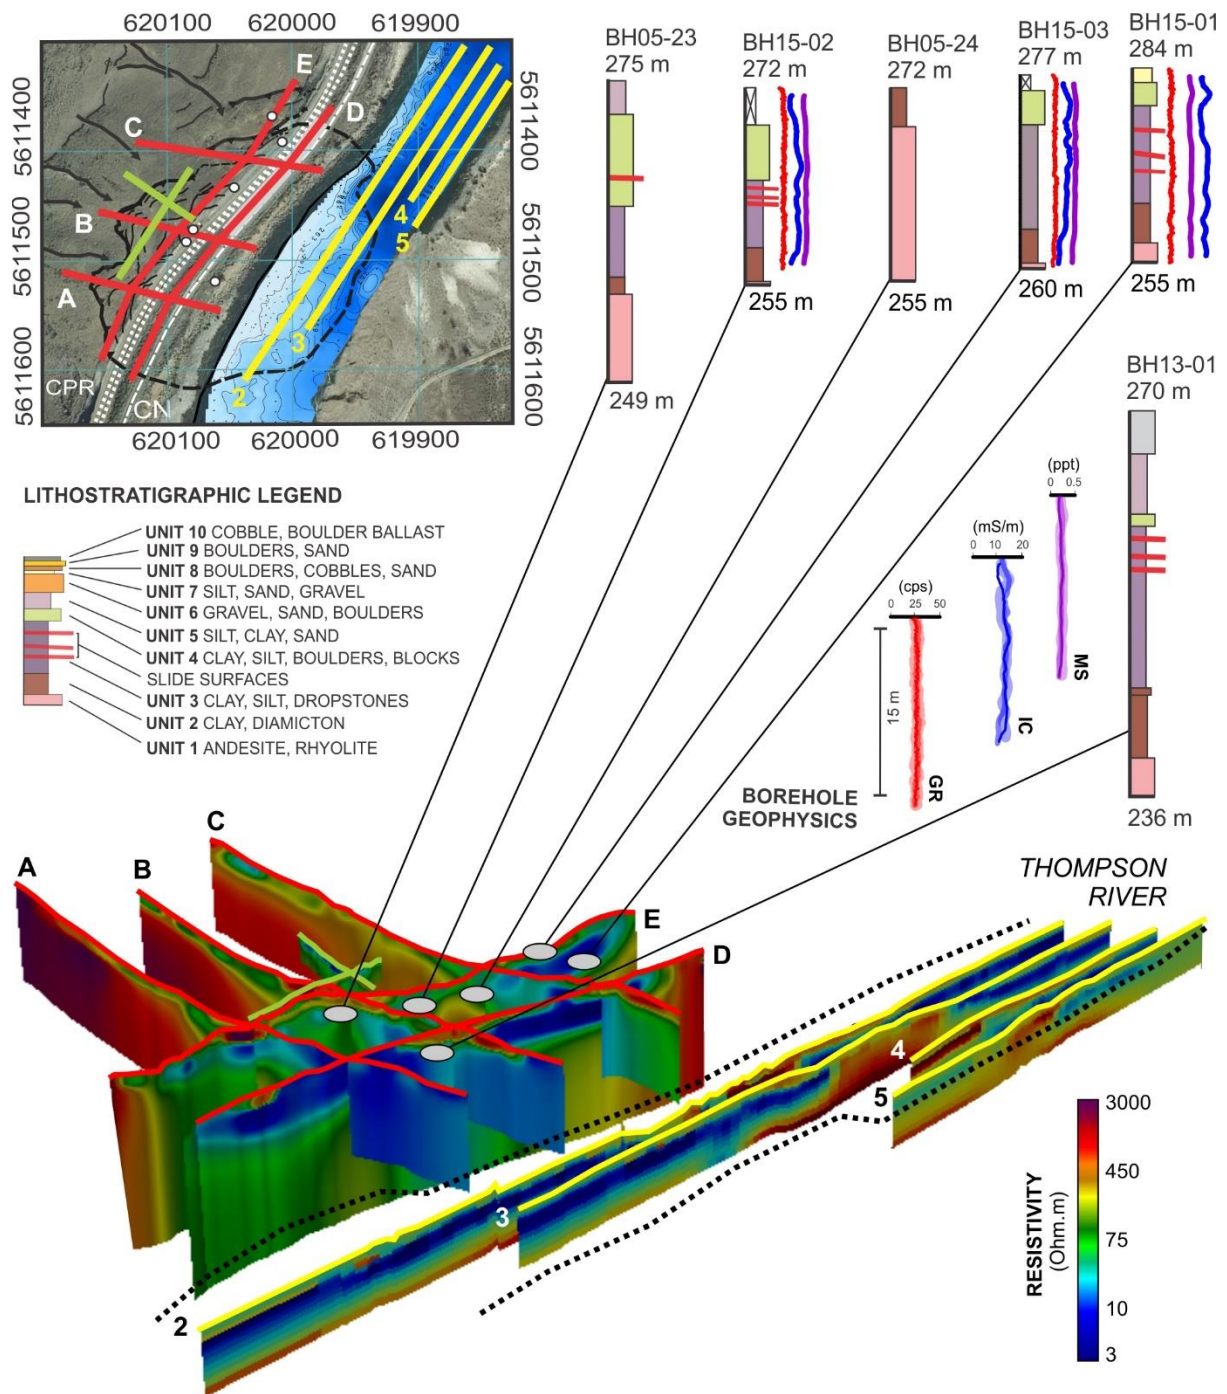 620100 620000 619900
5611400
5611500
5611600
5611400
5611500
5611600
E
D
C
B
A
4
5
3
2
CPR
CN
620100 620000 619900
BH05-23
275 m
249 m
BH15-02
272 m
255 m
BH05-24
272 m
255 m
BH15-03
277 m
260 m
BH15-01
284 m
255 m
BH13-01
270 m
236 m
LITHOSTRATIGRAPHIC LEGEND
UNIT 10 COBBLE, BOULDER BALLAST
UNIT 9 BOULDERS, SAND
UNIT 8 BOULDERS, COBBLES, SAND
UNIT 7 SILT, SAND, GRAVEL
UNIT 6 GRAVEL, SAND, BOULDERS
UNIT 5 SILT, CLAY, SAND
UNIT 4 CLAY, SILT, BOULDERS, BLOCKS
SLIDE SURFACES
UNIT 3 CLAY, SILT, DROPSTONES
UNIT 2 CLAY, DIAMICTON
UNIT 1 ANDESITE, RHYOLITE
(ppt)
0 0.5
MS
(mS/m)
0 10 20
IC
(cps)
0 25 50
15 m
GR
BOREHOLE
GEOPHYSICS
THOMPSON
RIVER
A
B
C
E
D
4
5
3
2
RESISTIVITY
(Ohm.m)
3000
450
75
10
3